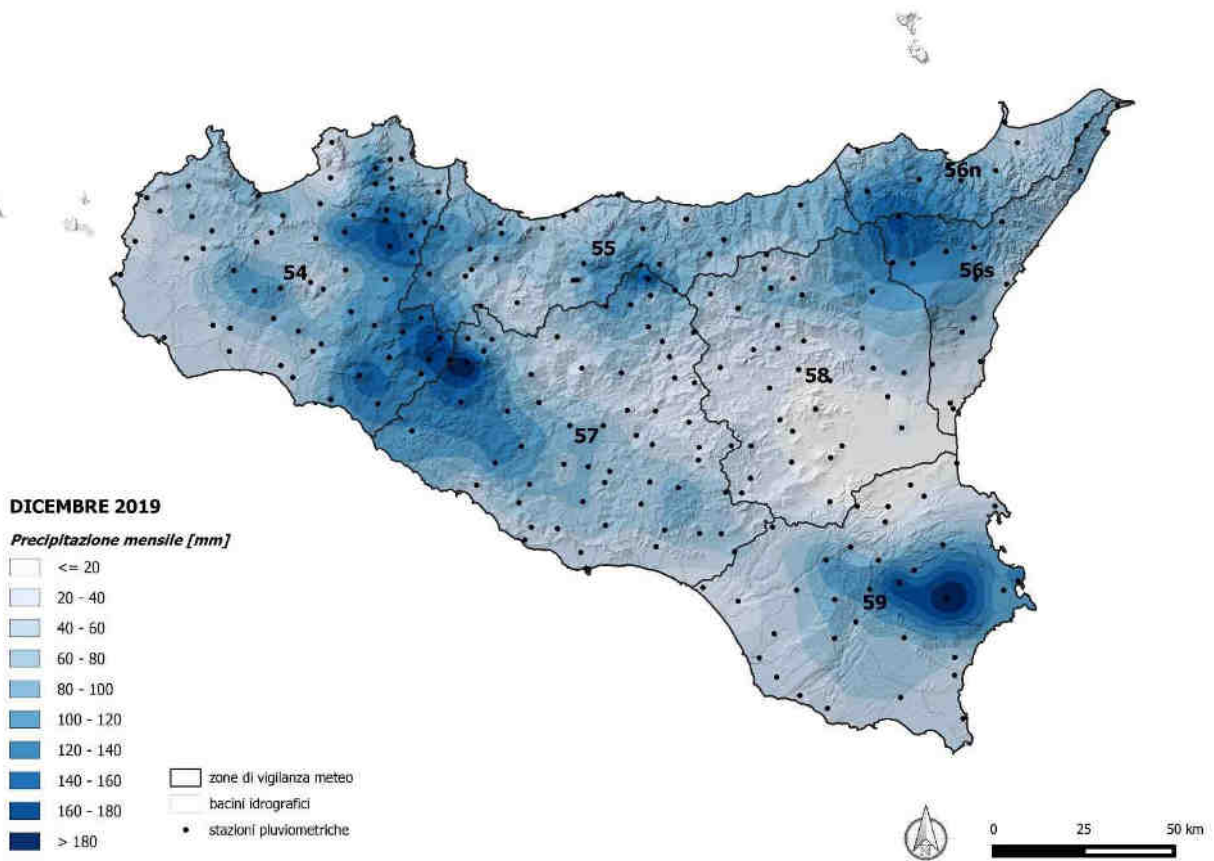 56n
55
56s
54
58
57
59
DICEMBRE 2019
Precipitazione mensile [mm]
<= 20
20 - 40
40 - 60
60 - 80
80 - 100
100 - 120
120 - 140
140 - 160
160 - 180
> 180
zone di vigilanza meteo
bacini idrografici
stazioni pluviometriche
N
0 25 50 km